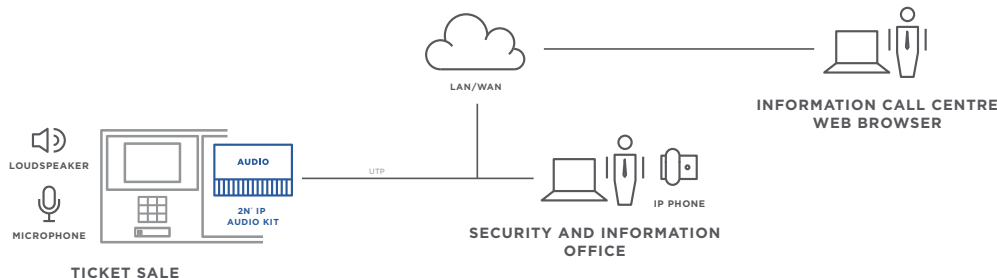 LAN/WAN
INFORMATION CALL CENTRE
WEB BROWSER
LOUDSPEAKER
AUDIO
UTP
2N® IP
AUDIO KIT
MICROPHONE
IP PHONE
SECURITY AND INFORMATION
OFFICE
TICKET SALE